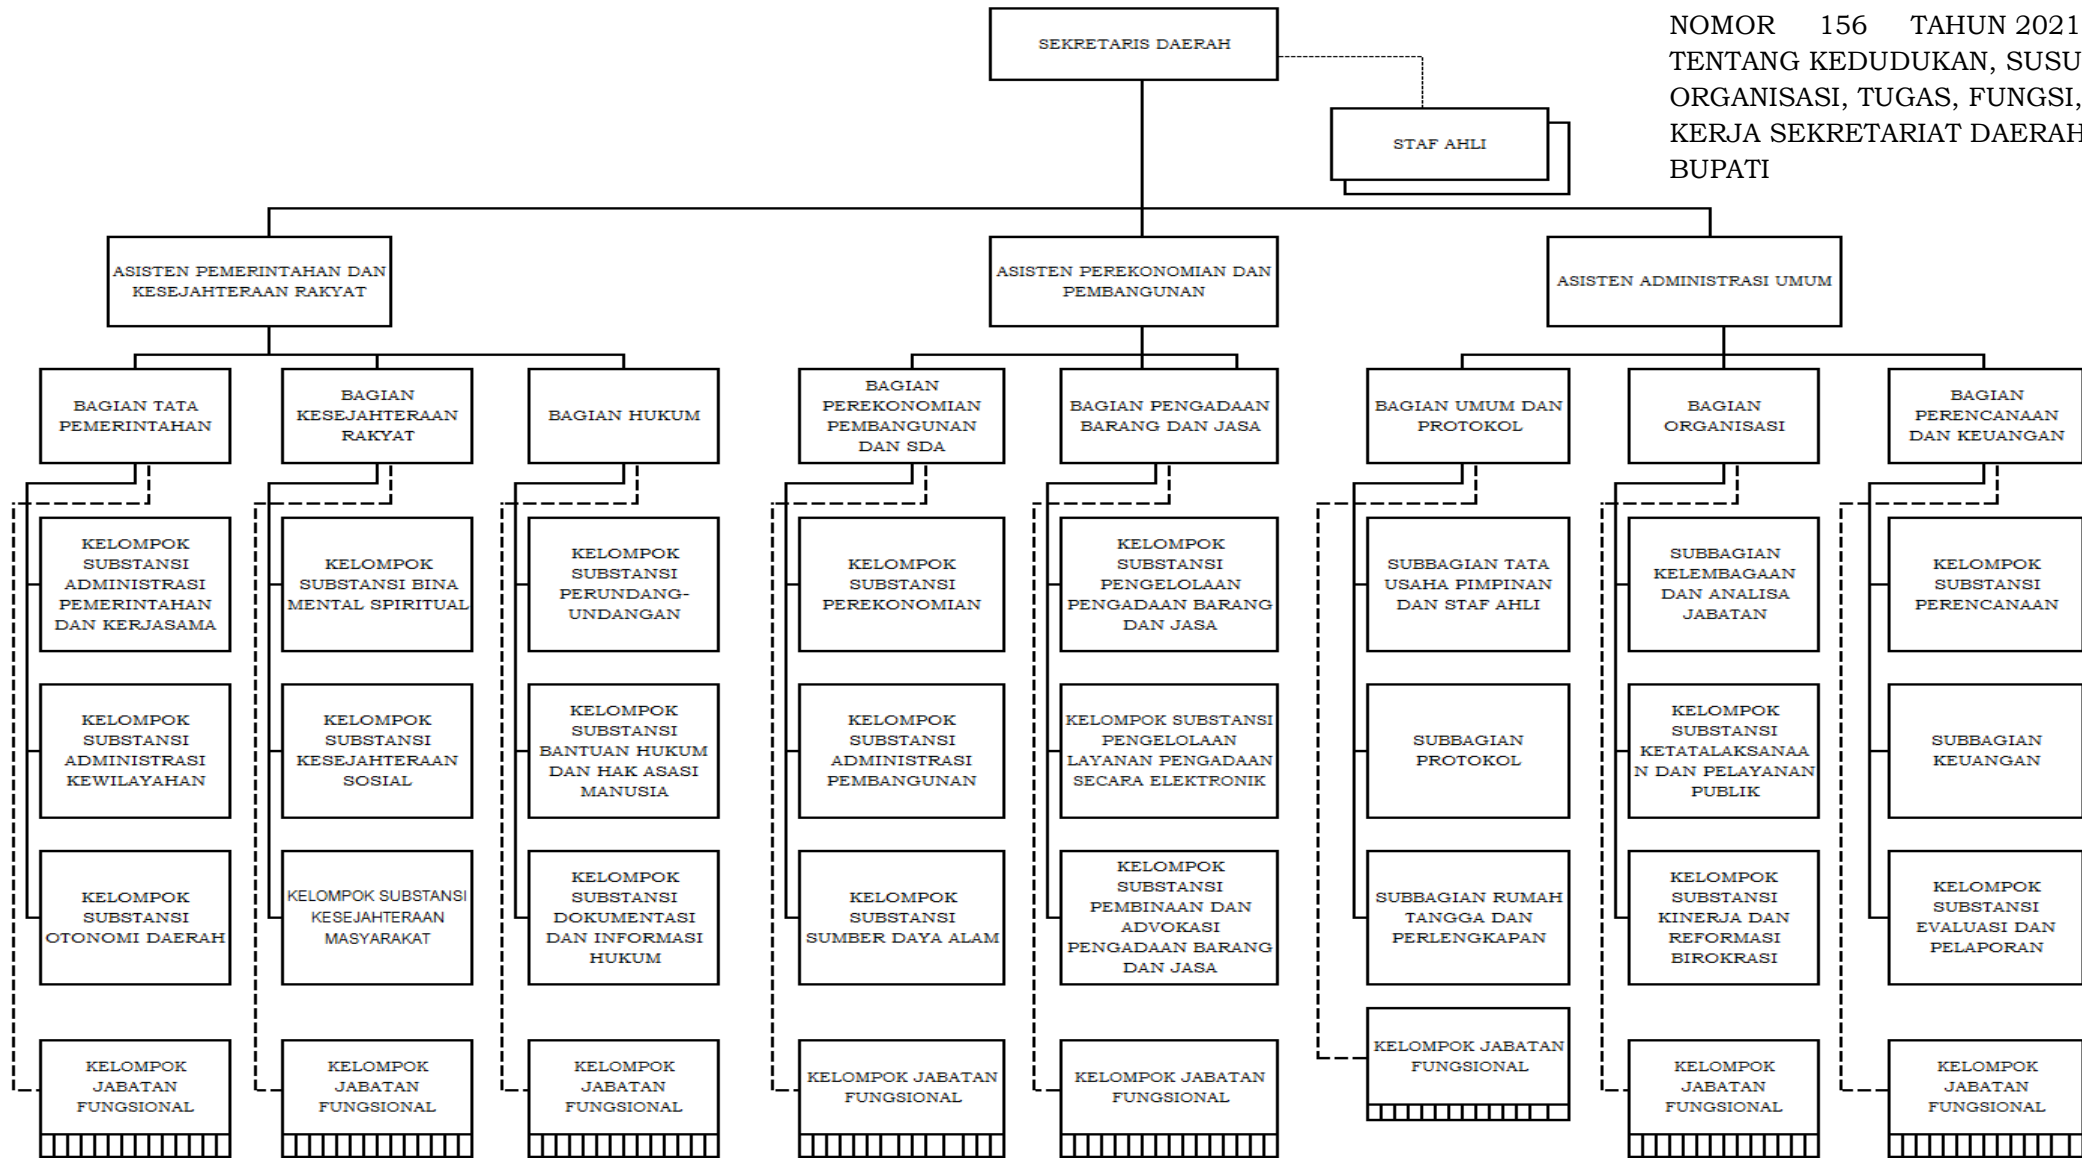 NOMOR 156 TAHUN 2021
TENTANG KEDUDUKAN, SUSU
ORGANISASI, TUGAS, FUNGSI,
KERJA SEKRETARIAT DAERAH
BUPATI
SEKRETARIS DAERAH
STAF AHLI
ASISTEN PEMERINTAHAN DAN
KESEJAHTERAAN RAKYAT
ASISTEN PEREKONOMIAN DAN
PEMBANGUNAN
ASISTEN ADMINISTRASI UMUM
BAGIAN TATA
PEMERINTAHAN
BAGIAN
KESEJAHTERAAN
RAKYAT
BAGIAN HUKUM
BAGIAN
PEREKONOMIAN
PEMBANGUNAN
DAN SDA
BAGIAN PENGADAAN
BARANG DAN JASA
BAGIAN UMUM DAN
PROTOKOL
BAGIAN
ORGANISASI
BAGIAN
PERENCANAAN
DAN KEUANGAN
KELOMPOK
SUBSTANSI
ADMINISTRASI
PEMERINTAHAN
DAN KERJASAMA
KELOMPOK
SUBSTANSI BINA
MENTAL SPIRITUAL
KELOMPOK
SUBSTANSI
PERUNDANG-
UNDANGAN
KELOMPOK
SUBSTANSI
PEREKONOMIAN
KELOMPOK
SUBSTANSI
PENGELOLAAN
PENGADAAN BARANG
DAN JASA
SUBBAGIAN TATA
USAHA PIMPINAN
DAN STAF AHLI
SUBBAGIAN
KELEMBAGAAN
DAN ANALISA
JABATAN
KELOMPOK
SUBSTANSI
PERENCANAAN
KELOMPOK
SUBSTANSI
ADMINISTRASI
KEWILAYAHAN
KELOMPOK
SUBSTANSI
KESEJAHTERAAN
SOSIAL
KELOMPOK
SUBSTANSI
BANTUAN HUKUM
DAN HAK ASASI
MANUSIA
KELOMPOK
SUBSTANSI
ADMINISTRASI
PEMBANGUNAN
KELOMPOK SUBSTANSI
PENGELOLAAN
LAYANAN PENGADAAN
SECARA ELEKTRONIK
SUBBAGIAN
PROTOKOL
KELOMPOK
SUBSTANSI
KETATALAKSANAA
N DAN PELAYANAN
PUBLIK
SUBBAGIAN
KEUANGAN
KELOMPOK
SUBSTANSI
OTONOMI DAERAH
KELOMPOK SUBSTANSI
KESEJAHTERAAN
MASYARAKAT
KELOMPOK
SUBSTANSI
DOKUMENTASI
DAN INFORMASI
HUKUM
KELOMPOK
SUBSTANSI
SUMBER DAYA ALAM
KELOMPOK
SUBSTANSI
PEMBINAAN DAN
ADVOKASI
PENGADAAN BARANG
DAN JASA
SUBBAGIAN RUMAH
TANGGA DAN
PERLENGKAPAN
KELOMPOK
SUBSTANSI
KINERJA DAN
REFORMASI
BIROKRASI
KELOMPOK
SUBSTANSI
EVALUASI DAN
PELAPORAN
KELOMPOK
JABATAN
FUNGSIONAL
KELOMPOK
JABATAN
FUNGSIONAL
KELOMPOK
JABATAN
FUNGSIONAL
KELOMPOK JABATAN
FUNGSIONAL
KELOMPOK JABATAN
FUNGSIONAL
KELOMPOK JABATAN
FUNGSIONAL
KELOMPOK
JABATAN
FUNGSIONAL
KELOMPOK
JABATAN
FUNGSIONAL